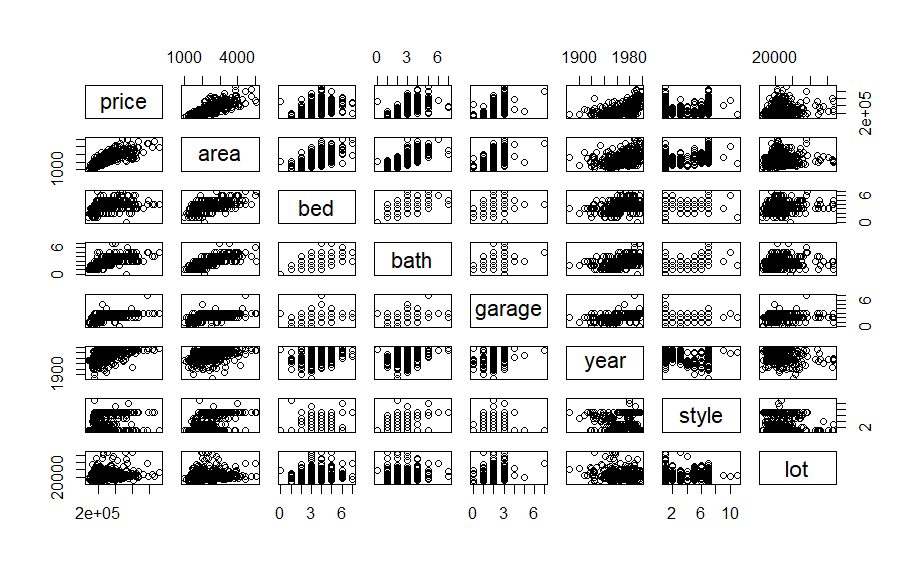 1000 4000 0 3 6 1900 1980 20000
price 2e+05
1000 area
bed 0 6
0 6 bath
garage 0 6
1900 year
style 2
20000 lot
2e+05 0 3 6 0 3 6 2 6 10